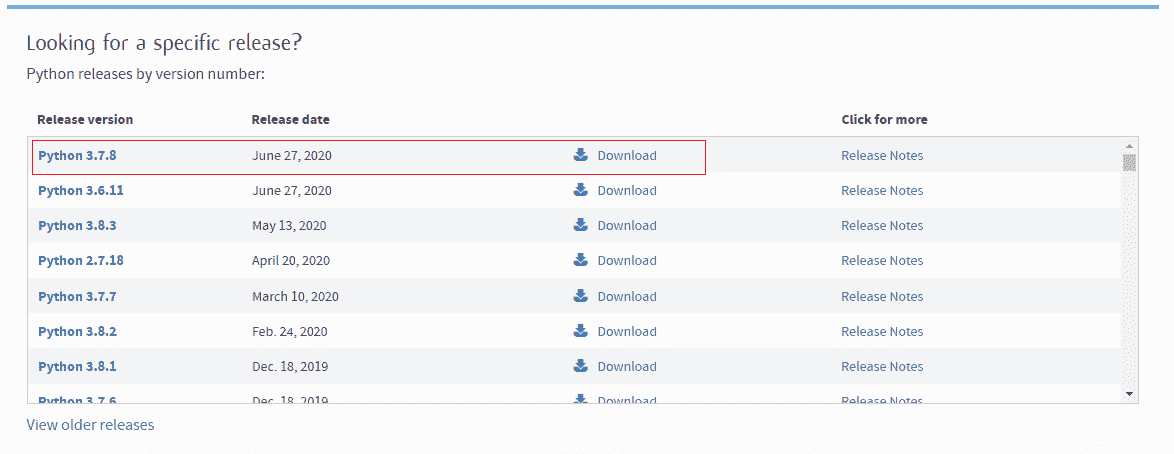 Looking for a specific release?
Python releases by version number:
Release version Release date Click for more
Python 3.7.8 June 27, 2020 Download Release Notes
Python 3.6.11 June 27, 2020 Download Release Notes
Python 3.8.3 May 13, 2020 Download Release Notes
Python 2.7.18 April 20, 2020 Download Release Notes
Python 3.7.7 March 10, 2020 Download Release Notes
Python 3.8.2 Feb. 24, 2020 Download Release Notes
Python 3.8.1 Dec. 18, 2019 Download Release Notes
Python 3.7.6 Dec. 18, 2019 Download Release Notes
View older releases